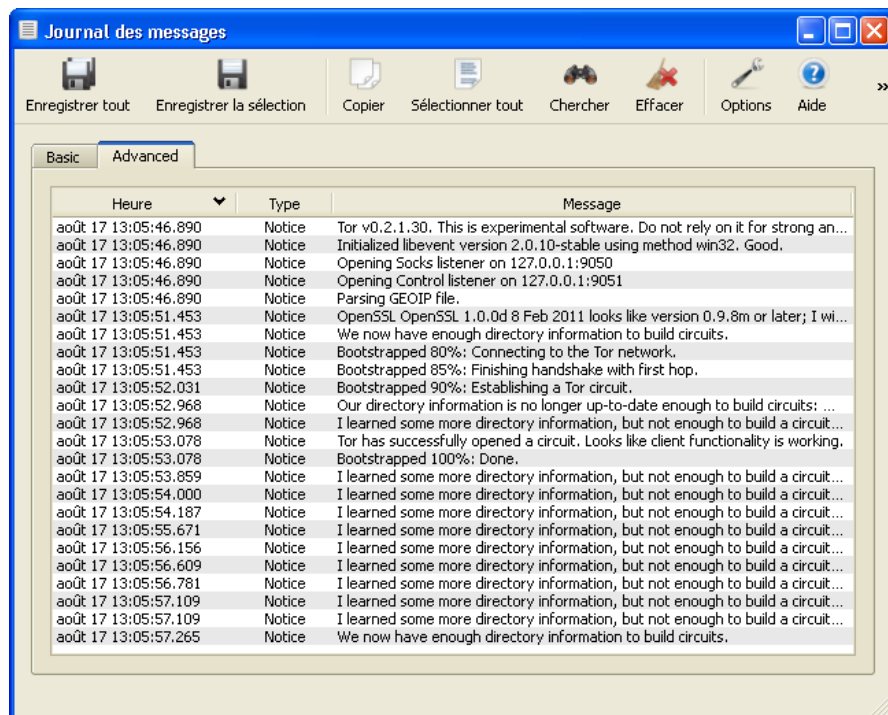 Journal des messages
Enregistrer tout Enregistrer la sélection Copier Sélectionner tout Chercher Effacer Options Aide »
Basic Advanced
Heure Type Message
août 17 13:05:46.890 Notice Tor v0.2.1.30. This is experimental software. Do not rely on it for strong an...
août 17 13:05:46.890 Notice Initialized libevent version 2.0.10-stable using method win32. Good.
août 17 13:05:46.890 Notice Opening Socks listener on 127.0.0.1:9050
août 17 13:05:46.890 Notice Opening Control listener on 127.0.0.1:9051
août 17 13:05:46.890 Notice Parsing GEOIP file.
août 17 13:05:51.453 Notice OpenSSL OpenSSL 1.0.0d 8 Feb 2011 looks like version 0.9.8m or later; I wi...
août 17 13:05:51.453 Notice We now have enough directory information to build circuits.
août 17 13:05:51.453 Notice Bootstrapped 80%: Connecting to the Tor network.
août 17 13:05:51.453 Notice Bootstrapped 85%: Finishing handshake with first hop.
août 17 13:05:52.031 Notice Bootstrapped 90%: Establishing a Tor circuit.
août 17 13:05:52.968 Notice Our directory information is no longer up-to-date enough to build circuits: ...
août 17 13:05:52.968 Notice I learned some more directory information, but not enough to build a circuit...
août 17 13:05:53.078 Notice Tor has successfully opened a circuit. Looks like client functionality is working.
août 17 13:05:53.078 Notice Bootstrapped 100%: Done.
août 17 13:05:53.859 Notice I learned some more directory information, but not enough to build a circuit...
août 17 13:05:54.000 Notice I learned some more directory information, but not enough to build a circuit...
août 17 13:05:54.187 Notice I learned some more directory information, but not enough to build a circuit...
août 17 13:05:55.671 Notice I learned some more directory information, but not enough to build a circuit...
août 17 13:05:56.156 Notice I learned some more directory information, but not enough to build a circuit...
août 17 13:05:56.609 Notice I learned some more directory information, but not enough to build a circuit...
août 17 13:05:56.781 Notice I learned some more directory information, but not enough to build a circuit...
août 17 13:05:57.109 Notice I learned some more directory information, but not enough to build a circuit...
août 17 13:05:57.109 Notice I learned some more directory information, but not enough to build a circuit...
août 17 13:05:57.265 Notice We now have enough directory information to build circuits.